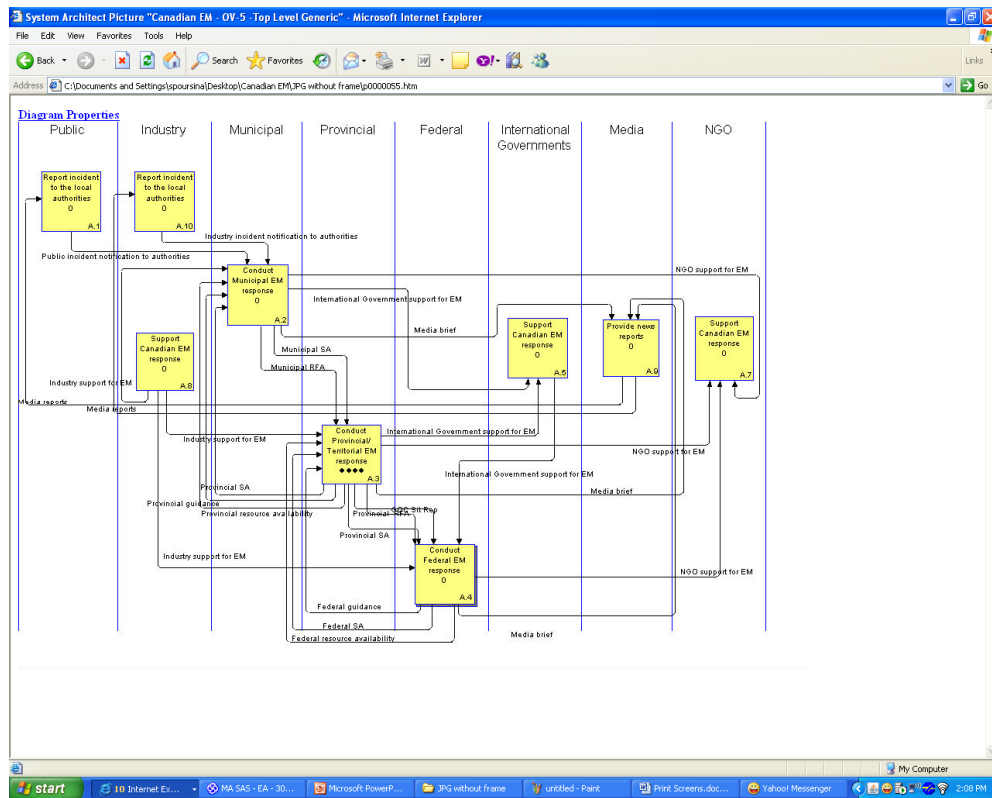 System Architect Picture "Canadian EM - OV-5 -Top Level Generic" - Microsoft Internet Explorer
File Edit View Favorites Tools Help
Back Search Favorites Links
Address C:\Documents and Settings\spoursina\Desktop\Canadian EM\JPG without frame\p0000055.htm Go
Diagram Properties
Public Industry Municipal Provincial Federal International Governments Media NGO
Report incident to the local authorities
0
A.1
Report incident to the local authorities
0
A.10
Industry incident notification to authorities
Public incident notification to authorities
Conduct Municipal EM response
0
A.2
NGO support for EM
International Government support for EM
Media brief
Support Canadian EM response
0
A.8
Support Canadian EM response
0
A.5
Provide news reports
0
A.9
Support Canadian EM response
0
A.7
Municipal SA
Municipal RFA
Industry support for EM
Media reports
Media reports
Conduct Provincial/ Territorial EM response
A.3
Industry support for EM
International Government support for EM
NGO support for EM
International Government support for EM
Provincial SA
Media brief
Provincial guidance
Provincial resource availability
GOC Sit Rep
Provincial RFA
Provincial SA
Conduct Federal EM response
0
A.4
Industry support for EM
NGO support for EM
Federal guidance
Federal SA
Federal resource availability
Media brief
My Computer
start
10 Internet Ex...
MA SAS - EA - 30...
Microsoft PowerP...
JPG without frame
untitled - Paint
Print Screens.doc...
Yahoo! Messenger
2:08 PM